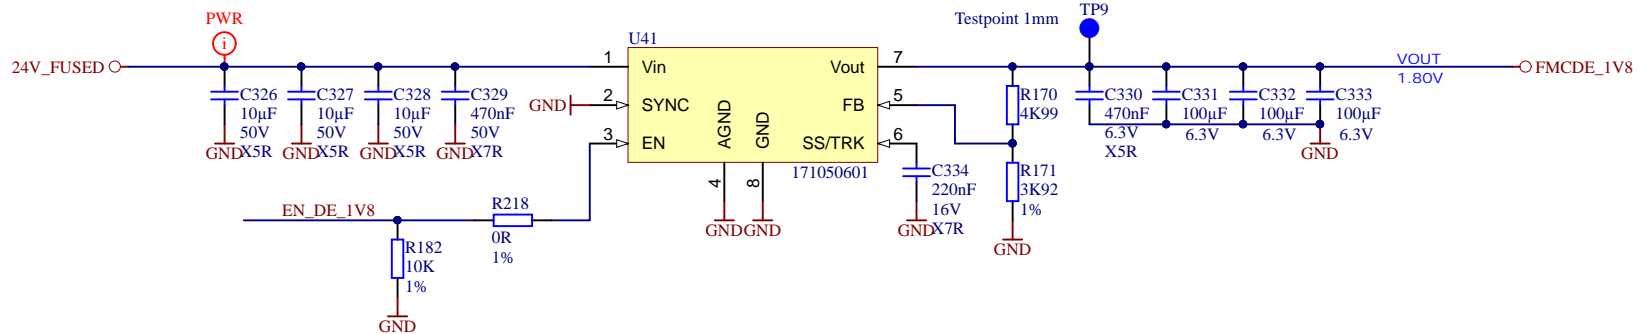 PWR
i
24V_FUSED
C326
10µF
50V
X5R
GND
C327
10µF
50V
X5R
GND
C328
10µF
50V
X5R
GND
C329
470nF
50V
X7R
GND
U41
1
Vin
GND
2
SYNC
3
EN
AGND
GND
4
8
GND
GND
Vout
7
FB
5
SS/TRK
6
171050601
C334
220nF
16V
X7R
GND
R170
4K99
R171
3K92
1%
GND
Testpoint 1mm
TP9
C330
470nF
6.3V
X5R
C331
100µF
6.3V
C332
100µF
6.3V
C333
100µF
6.3V
GND
VOUT
1.80V
FMCDE_1V8
EN_DE_1V8
R218
0R
1%
R182
10K
1%
GND